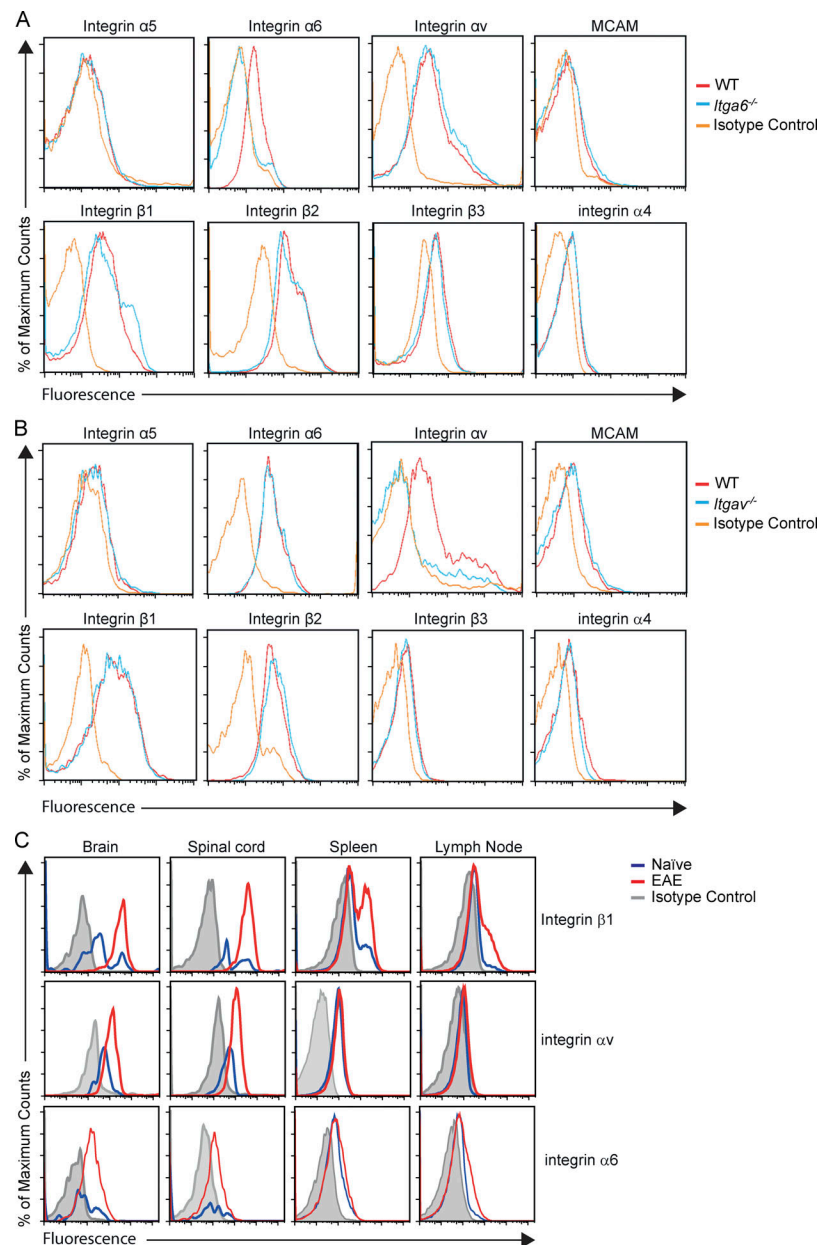 A
Integrin α5
Integrin α6
Integrin αv
MCAM
WT
Itga6-/-
Isotype Control
Integrin β1
Integrin β2
Integrin β3
integrin α4
% of Maximum Counts
Fluorescence
B
Integrin α5
Integrin α6
Integrin αv
MCAM
WT
Itgav-/-
Isotype Control
Integrin β1
Integrin β2
Integrin β3
integrin α4
% of Maximum Counts
Fluorescence
C
Brain
Spinal cord
Spleen
Lymph Node
Naïve
EAE
Isotype Control
Integrin β1
integrin αv
integrin α6
% of Maximum Counts
Fluorescence